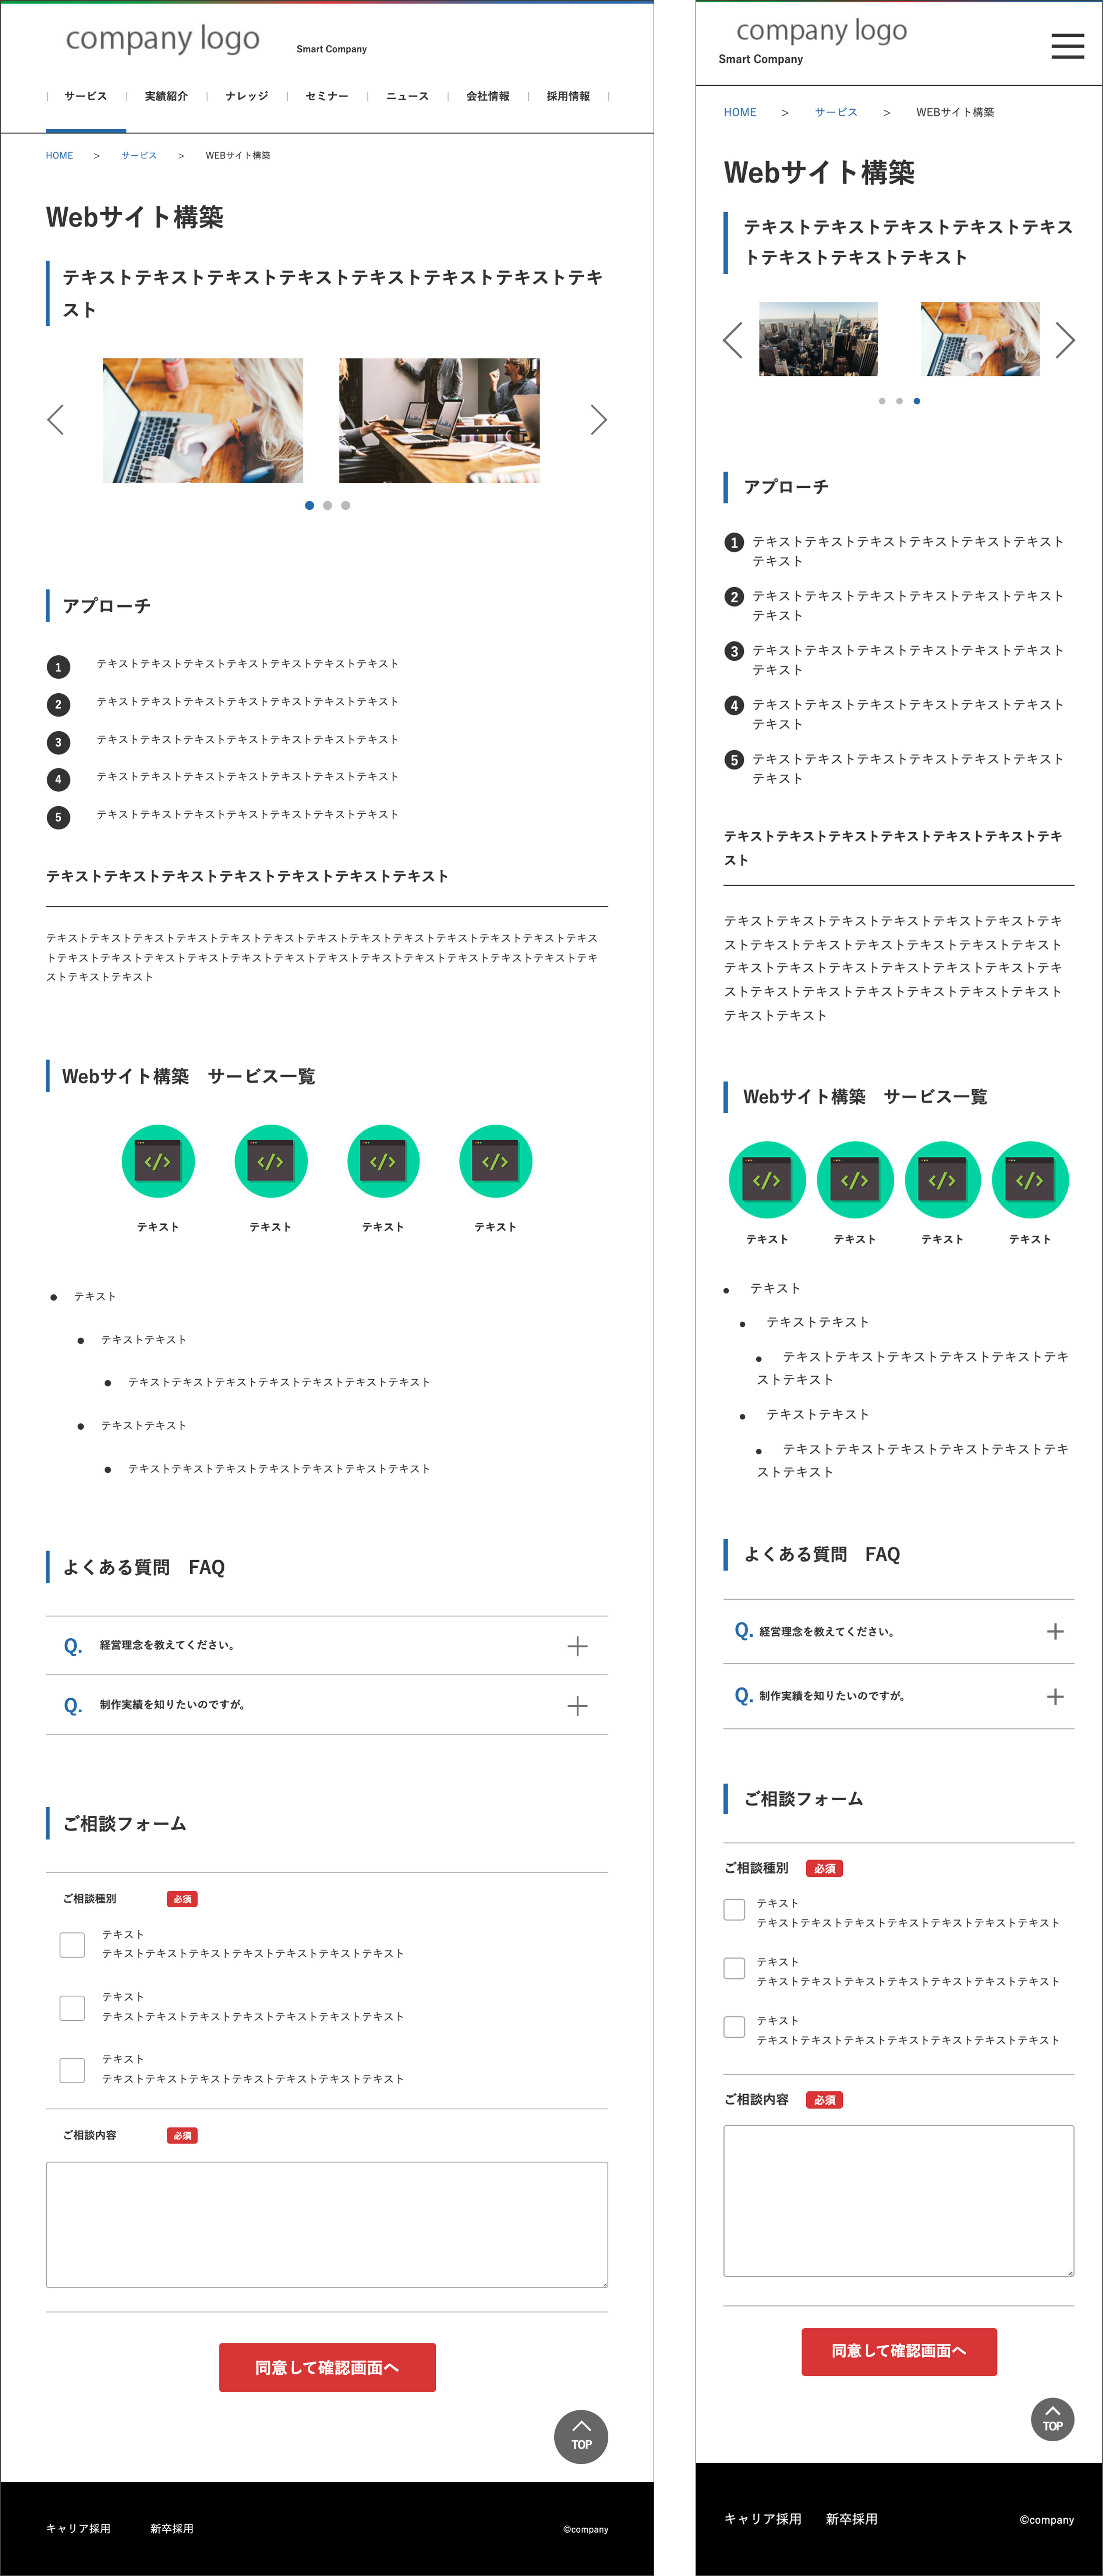 company logo
Smart Company
サービス
実績紹介
ナレッジ
セミナー
ニュース
会社情報
採用情報
HOME > サービス > WEBサイト構築
Webサイト構築
テキストテキストテキストテキストテキストテキストテキストテキ
スト
アプローチ
1 テキストテキストテキストテキストテキストテキストテキスト
2 テキストテキストテキストテキストテキストテキストテキスト
3 テキストテキストテキストテキストテキストテキストテキスト
4 テキストテキストテキストテキストテキストテキストテキスト
5 テキストテキストテキストテキストテキストテキストテキスト
テキストテキストテキストテキストテキストテキストテキスト
テキストテキストテキストテキストテキストテキストテキストテキストテキストテキストテキストテキストテキス
トテキストテキストテキストテキストテキストテキストテキストテキストテキストテキストテキストテキストテキ
ストテキストテキスト
Webサイト構築　サービス一覧
</>
</>
</>
</>
テキスト
テキスト
テキスト
テキスト
● テキスト
● テキストテキスト
● テキストテキストテキストテキストテキストテキストテキスト
● テキストテキスト
● テキストテキストテキストテキストテキストテキストテキスト
よくある質問　FAQ
Q. 経営理念を教えてください。
Q. 制作実績を知りたいのですが。
ご相談フォーム
ご相談種別 必須
テキスト
テキストテキストテキストテキストテキストテキストテキスト
テキスト
テキストテキストテキストテキストテキストテキストテキスト
テキスト
テキストテキストテキストテキストテキストテキストテキスト
ご相談内容 必須
同意して確認画面へ
TOP
キャリア採用 新卒採用 ©company
company logo
Smart Company
HOME > サービス > WEBサイト構築
Webサイト構築
テキストテキストテキストテキストテキス
トテキストテキストテキスト
アプローチ
1 テキストテキストテキストテキストテキストテキスト
テキスト
2 テキストテキストテキストテキストテキストテキスト
テキスト
3 テキストテキストテキストテキストテキストテキスト
テキスト
4 テキストテキストテキストテキストテキストテキスト
テキスト
5 テキストテキストテキストテキストテキストテキスト
テキスト
テキストテキストテキストテキストテキストテキストテキ
スト
テキストテキストテキストテキストテキストテキストテキ
ストテキストテキストテキストテキストテキストテキスト
テキストテキストテキストテキストテキストテキストテキ
ストテキストテキストテキストテキストテキストテキスト
テキストテキスト
Webサイト構築　サービス一覧
</>
</>
</>
</>
テキスト
テキスト
テキスト
テキスト
● テキスト
● テキストテキスト
● テキストテキストテキストテキストテキストテキ
ストテキスト
● テキストテキスト
● テキストテキストテキストテキストテキストテキ
ストテキスト
よくある質問　FAQ
Q. 経営理念を教えてください。
Q. 制作実績を知りたいのですが。
ご相談フォーム
ご相談種別 必須
テキスト
テキストテキストテキストテキストテキストテキストテキスト
テキスト
テキストテキストテキストテキストテキストテキストテキスト
テキスト
テキストテキストテキストテキストテキストテキストテキスト
ご相談内容 必須
同意して確認画面へ
TOP
キャリア採用 新卒採用 ©company